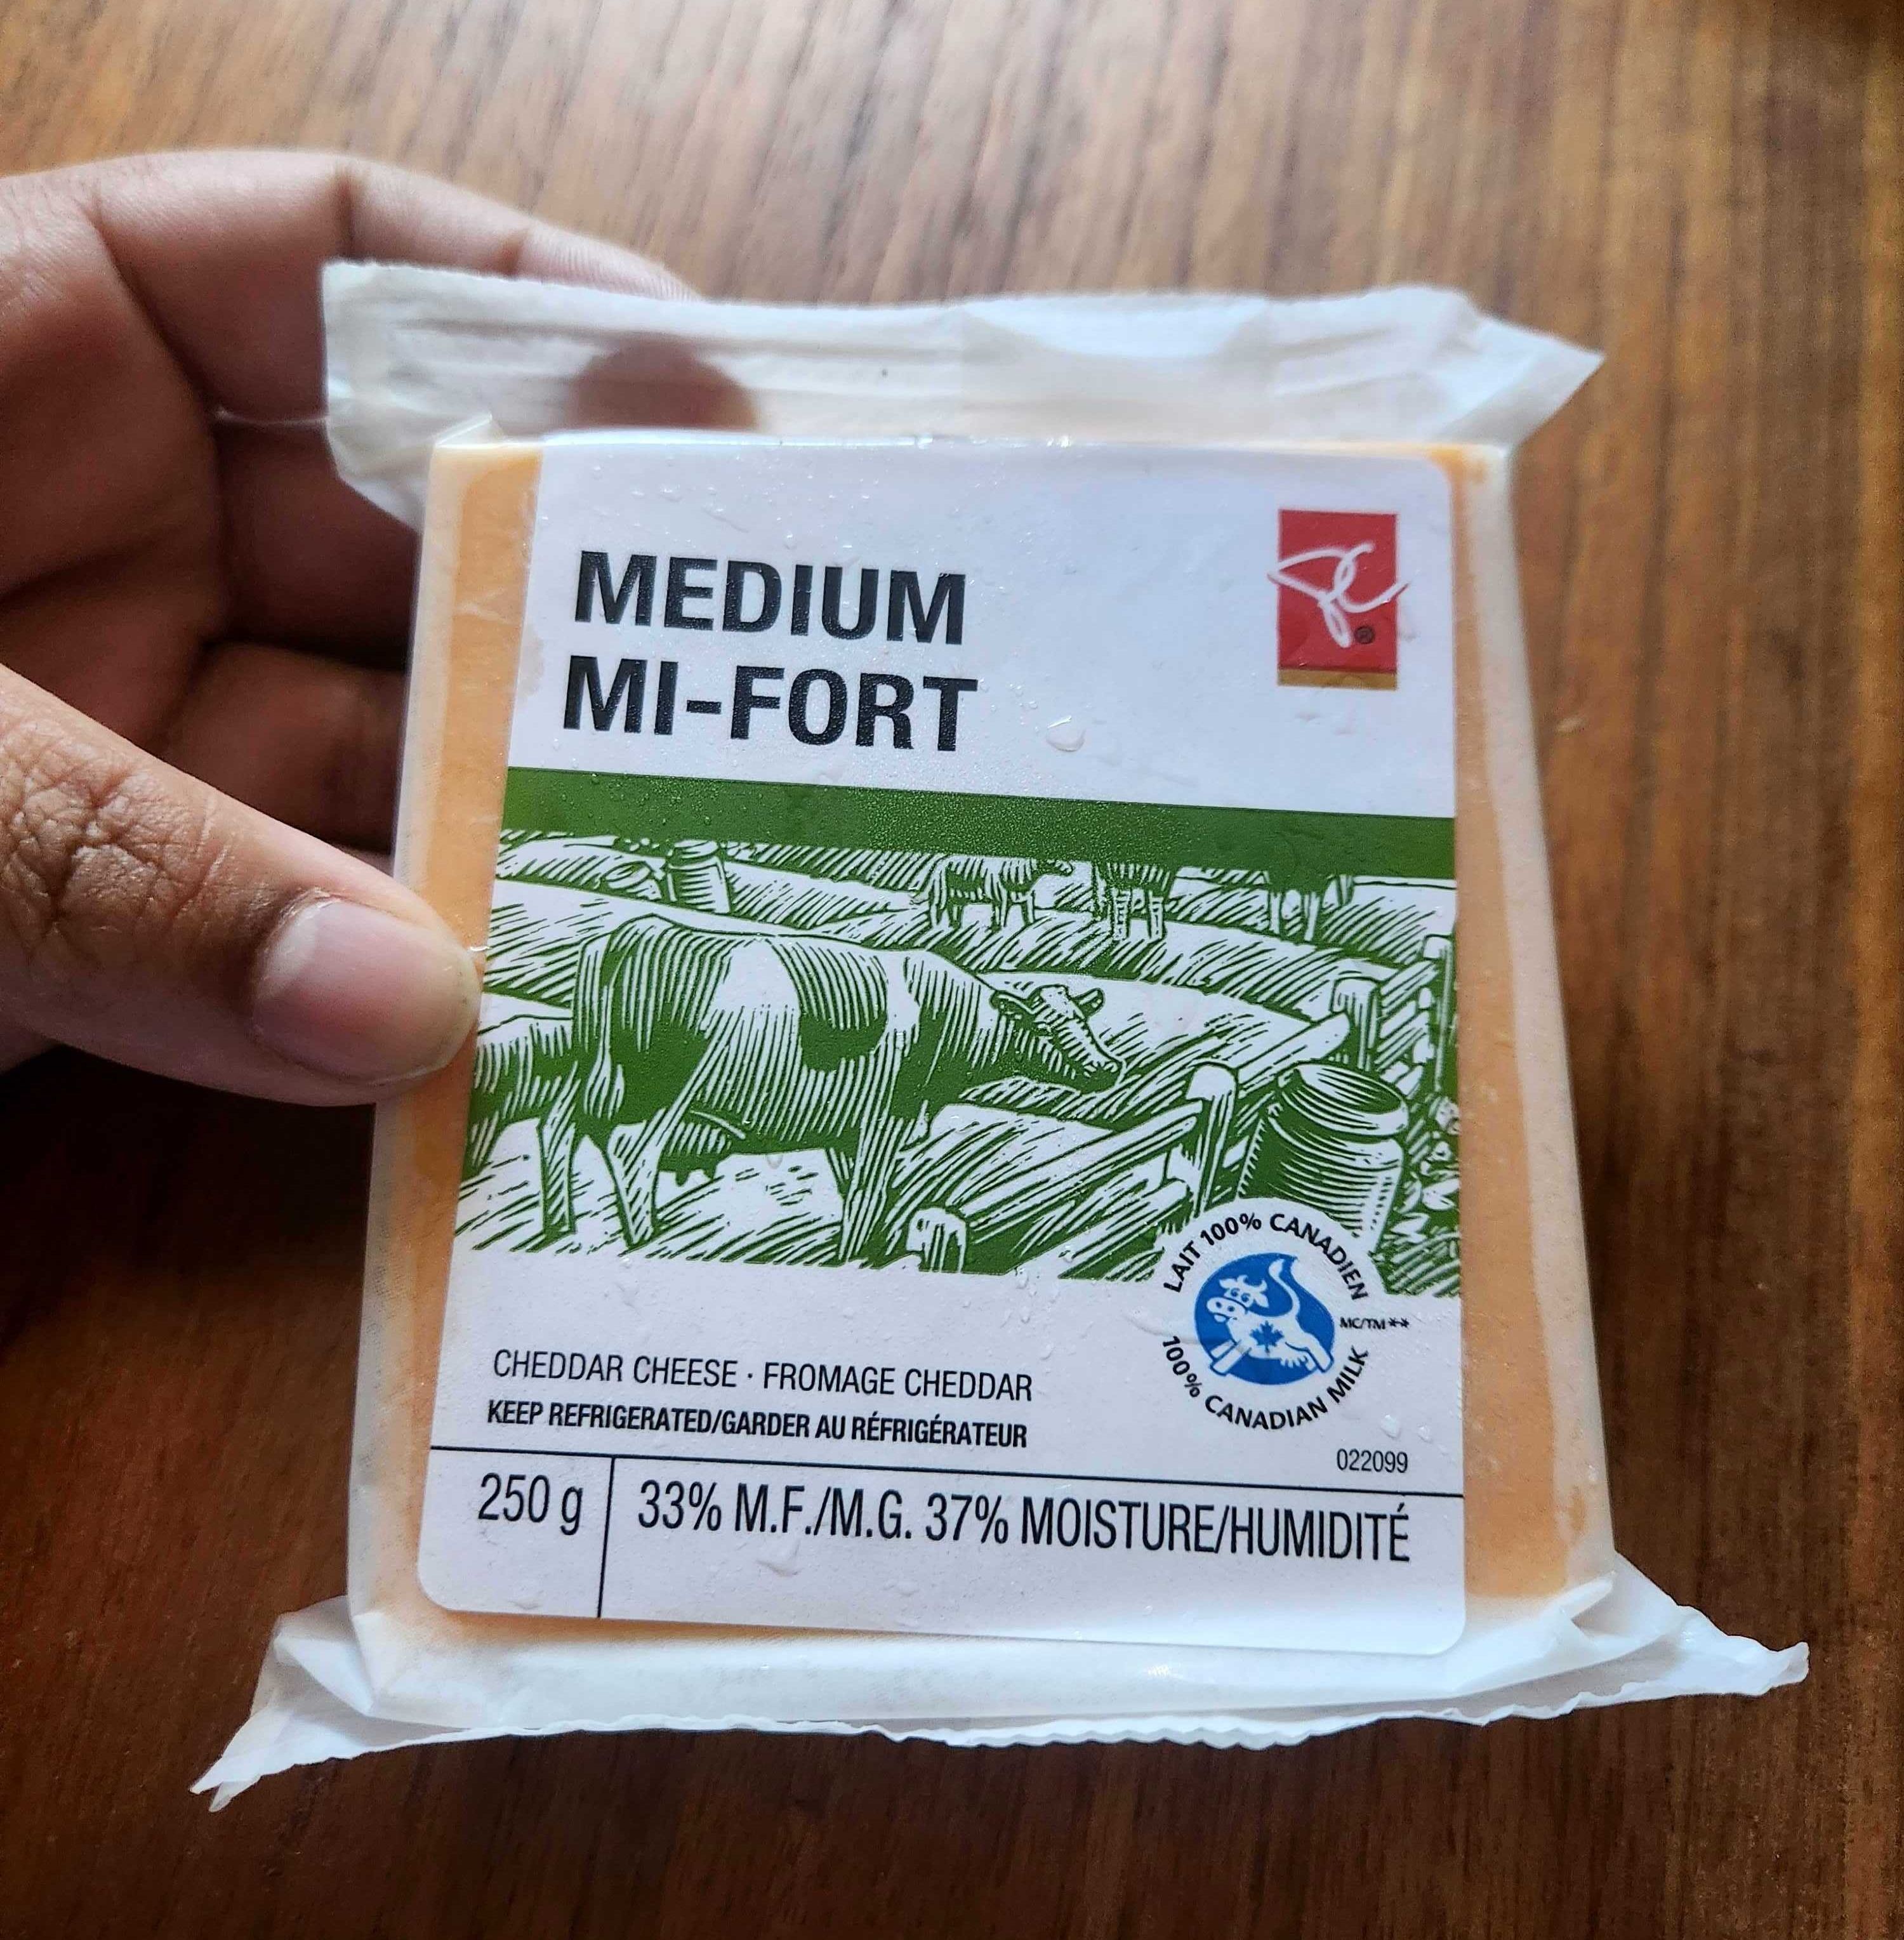 MEDIUM
MI-FORT
PC®
LAIT 100% CANADIEN
MC/TM**
100% CANADIAN MILK
CHEDDAR CHEESE · FROMAGE CHEDDAR
KEEP REFRIGERATED/GARDER AU RÉFRIGÉRATEUR
022099
250 g
33% M.F./M.G. 37% MOISTURE/HUMIDITÉ